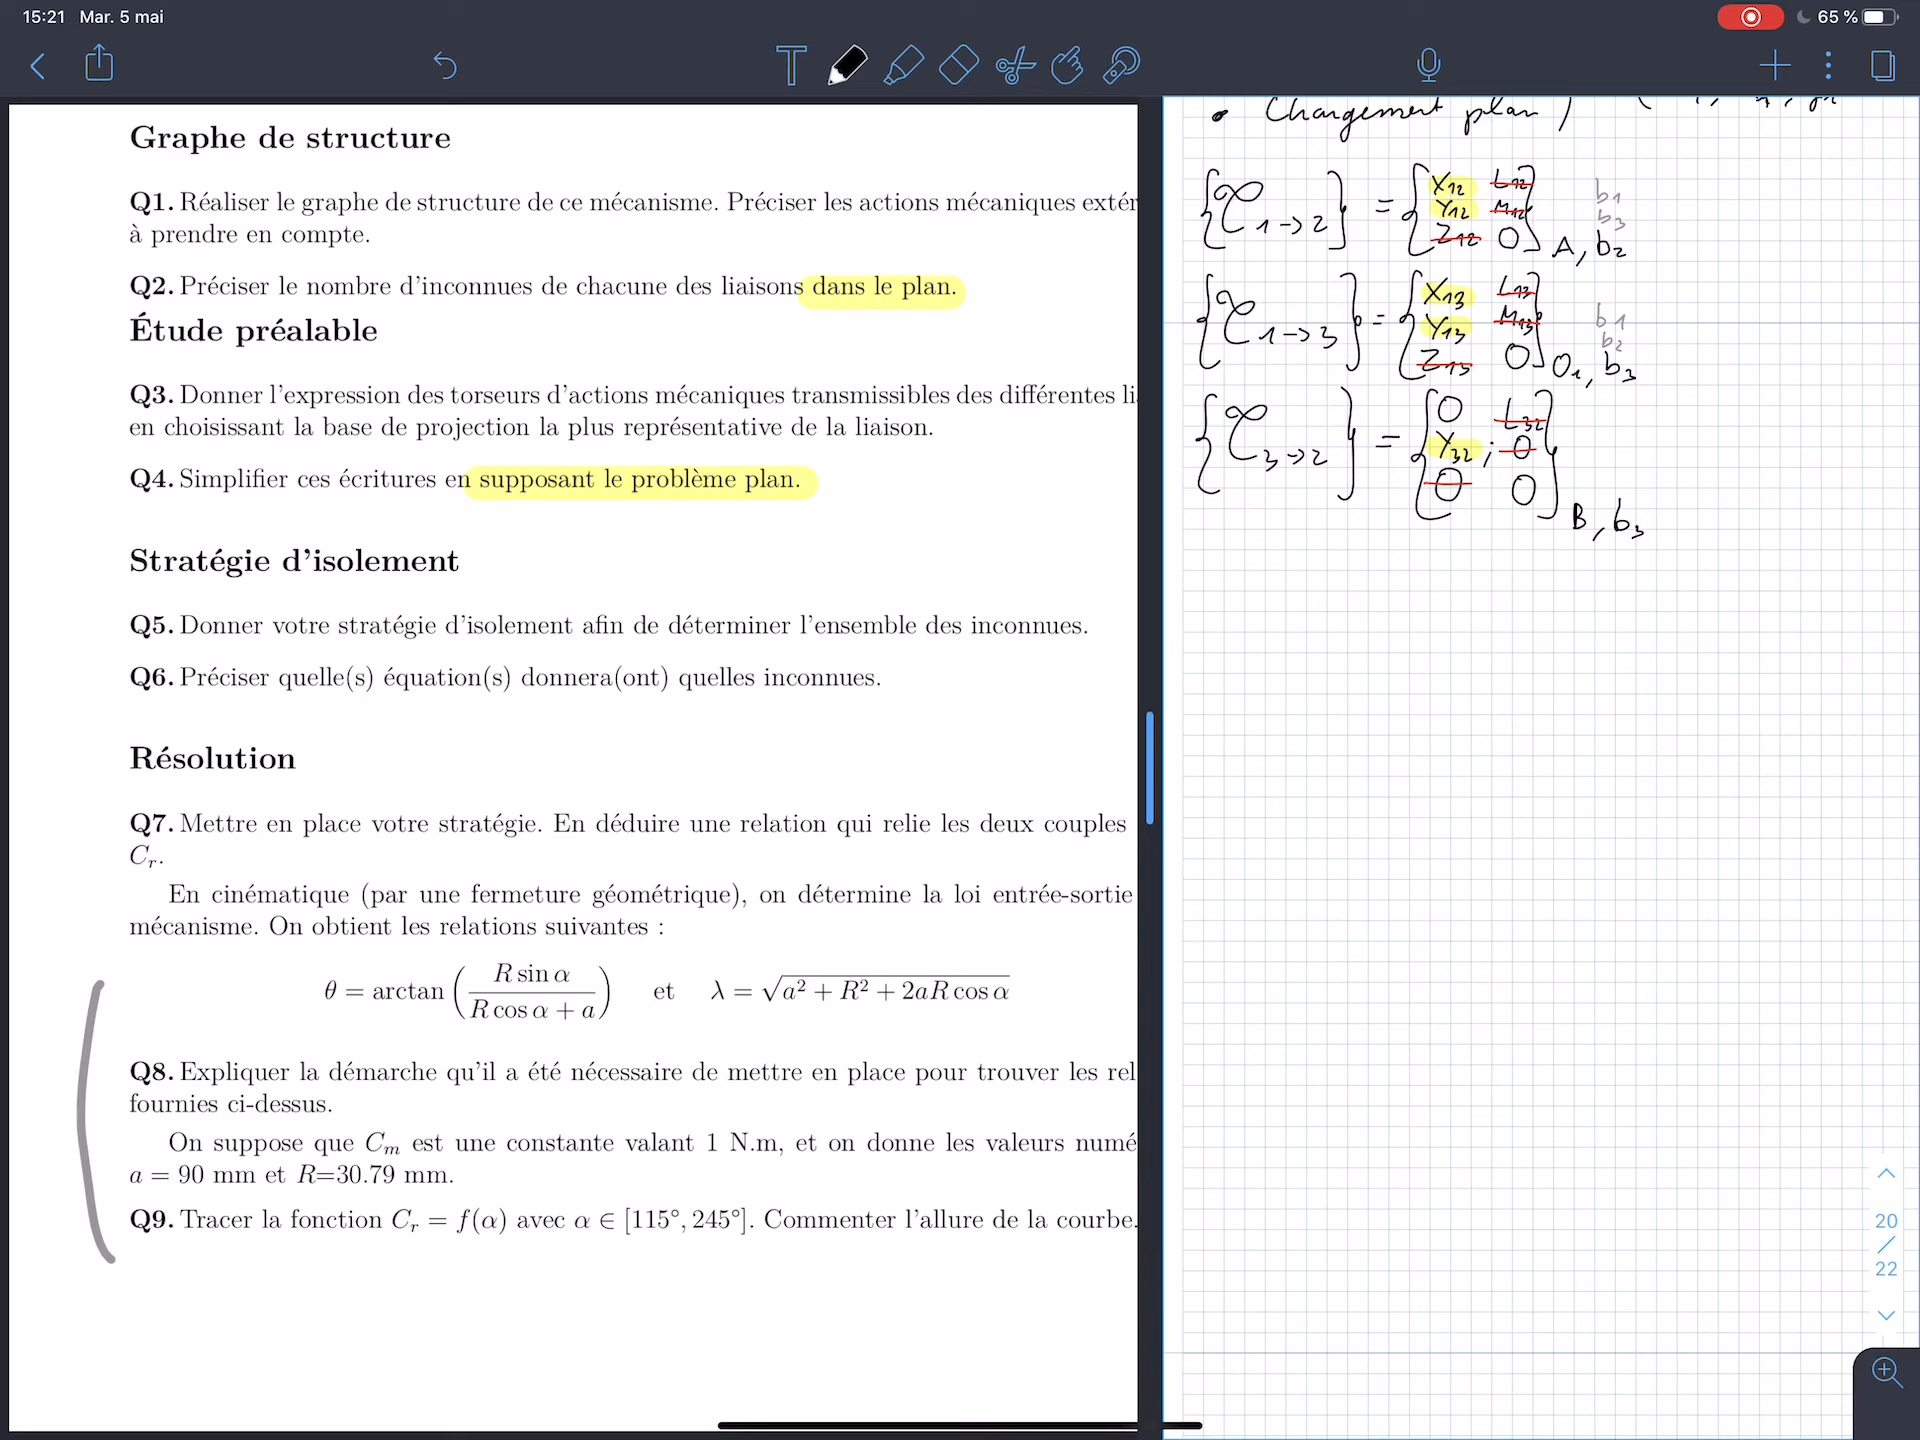 15:21 Mar. 5 mai
65 %
Graphe de structure
Q1. Réaliser le graphe de structure de ce mécanisme. Préciser les actions mécaniques extér
à prendre en compte.
Q2. Préciser le nombre d'inconnues de chacune des liaisons dans le plan.
Étude préalable
Q3. Donner l'expression des torseurs d'actions mécaniques transmissibles des différentes li
en choisissant la base de projection la plus représentative de la liaison.
Q4. Simplifier ces écritures en supposant le problème plan.
Stratégie d'isolement
Q5. Donner votre stratégie d'isolement afin de déterminer l'ensemble des inconnues.
Q6. Préciser quelle(s) équation(s) donnera(ont) quelles inconnues.
Résolution
Q7. Mettre en place votre stratégie. En déduire une relation qui relie les deux couples
Cr.
En cinématique (par une fermeture géométrique), on détermine la loi entrée-sortie
mécanisme. On obtient les relations suivantes :
θ = arctan(R sin α / (R cos α + a)) et λ = √(a² + R² + 2aR cos α)
Q8. Expliquer la démarche qu'il a été nécessaire de mettre en place pour trouver les rel
fournies ci-dessus.
On suppose que Cm est une constante valant 1 N.m, et on donne les valeurs numé
a = 90 mm et R=30.79 mm.
Q9. Tracer la fonction Cr = f(α) avec α ∈ [115°, 245°]. Commenter l'allure de la courbe.
• Changement plan
{τ 1→2} = {
X12 L12 b1
Y12 M12 b3
Z12 0 } A, b2
{τ 1→3} = {
X13 L13
Y13 M13 b1
b2
Z13 0 } O1, b3
{τ 3→2} = {
0 L32
Y32 ; 0
0 0 } B, b3
20
/
22